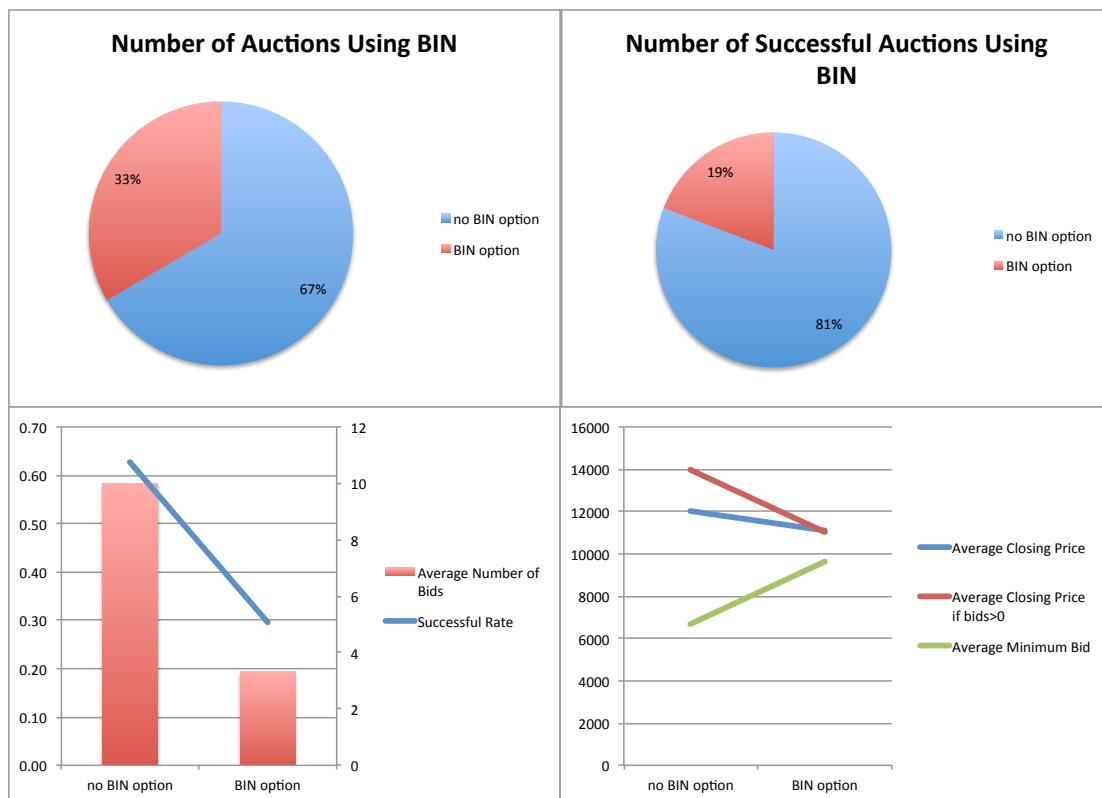 Number of Auctions Using BIN
33%
67%
no BIN option
BIN option
Number of Successful Auctions Using
BIN
19%
81%
no BIN option
BIN option
0.70
0.60
0.50
0.40
0.30
0.20
0.10
0.00
12
10
8
6
4
2
0
no BIN option
BIN option
Average Number of
Bids
Successful Rate
16000
14000
12000
10000
8000
6000
4000
2000
0
no BIN option
BIN option
Average Closing Price
Average Closing Price
if bids>0
Average Minimum Bid